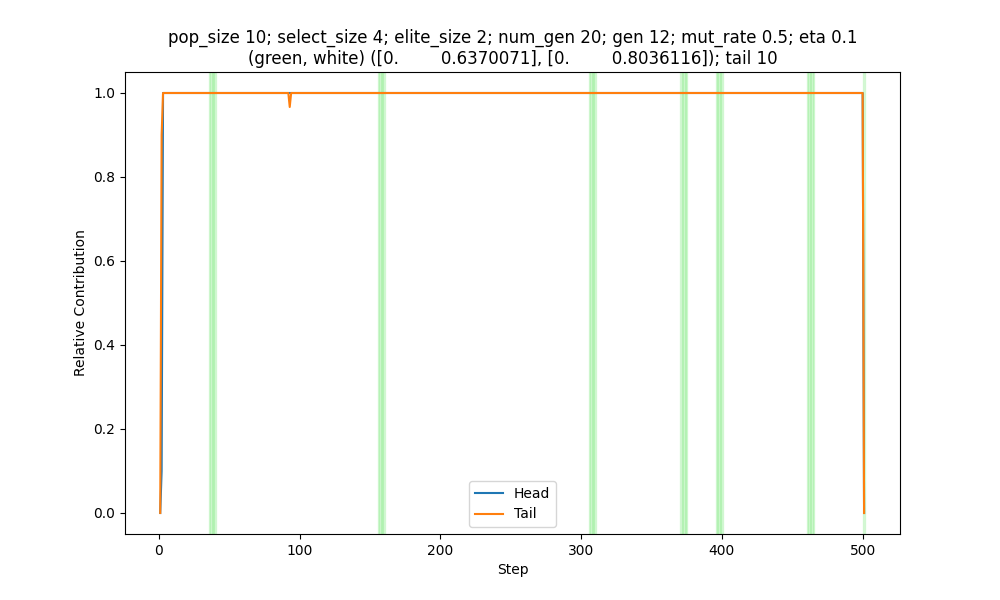 pop_size 10; select_size 4; elite_size 2; num_gen 20; gen 12; mut_rate 0.5; eta 0.1
(green, white) ([0.         0.6370071], [0.         0.8036116]); tail 10
1.0
0.8
0.6
0.4
0.2
0.0
Relative Contribution
Head
Tail
0 100 200 300 400 500
Step